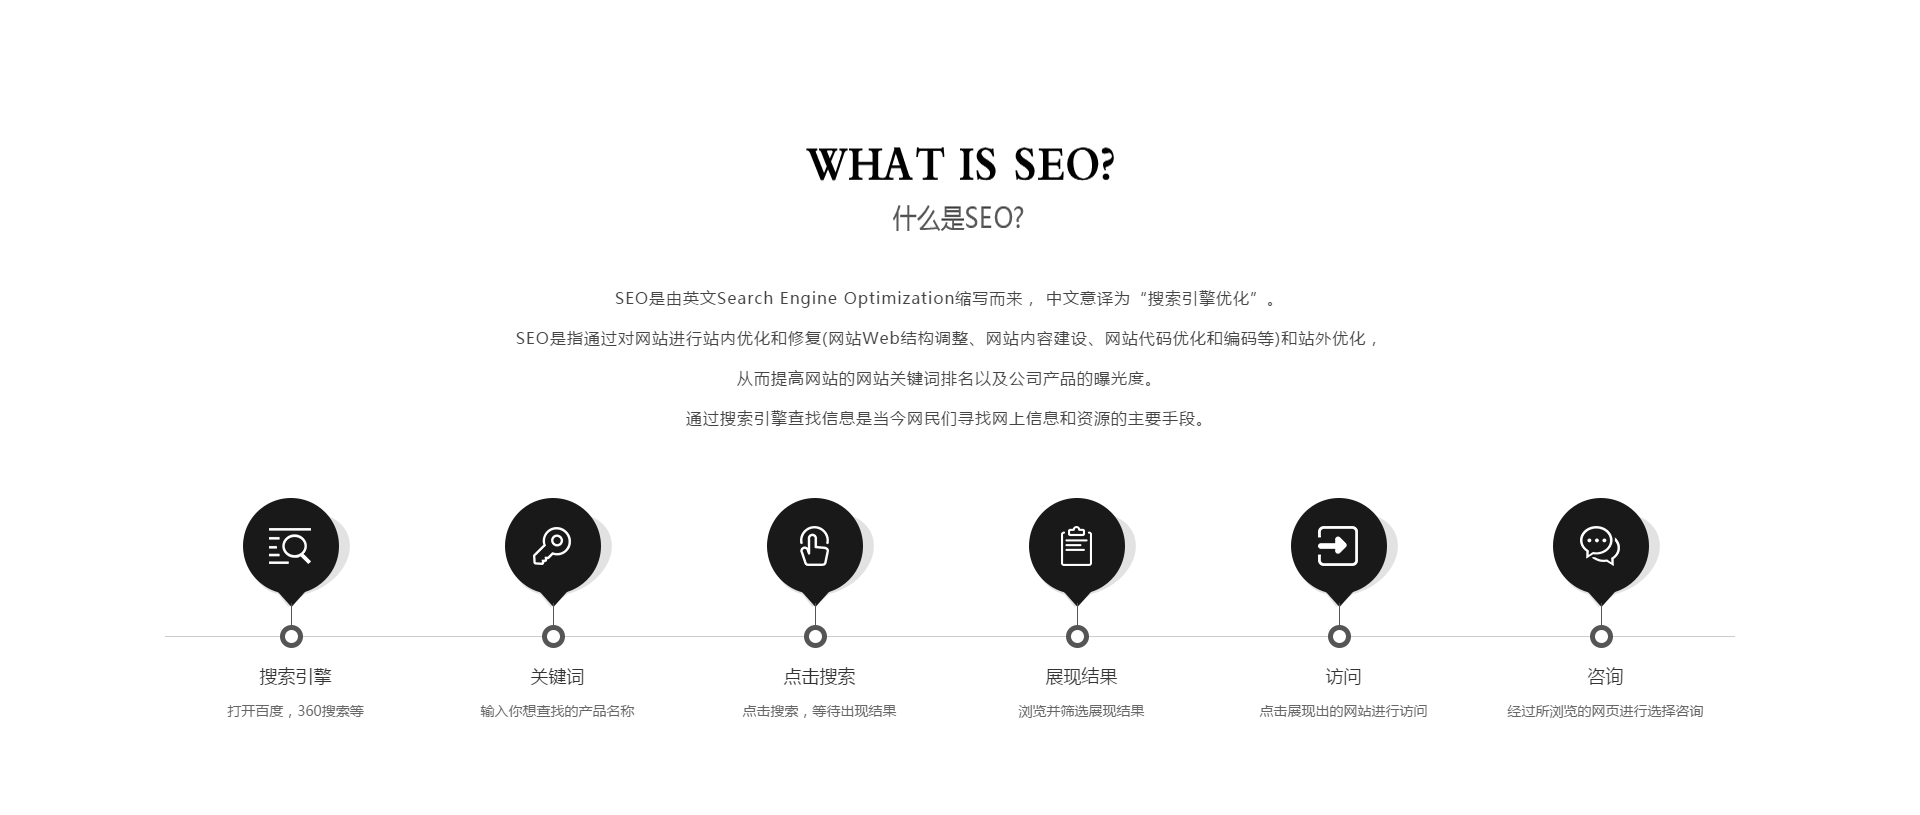 WHAT IS SEO?
什么是SEO?
SEO是由英文Search Engine Optimization缩写而来， 中文意译为“搜索引擎优化”。
SEO是指通过对网站进行站内优化和修复(网站Web结构调整、网站内容建设、网站代码优化和编码等)和站外优化，
从而提高网站的网站关键词排名以及公司产品的曝光度。
通过搜索引擎查找信息是当今网民们寻找网上信息和资源的主要手段。
搜索引擎 关键词 点击搜索 展现结果 访问 咨询
打开百度，360搜索等 输入你想查找的产品名称 点击搜索，等待出现结果 浏览并筛选展现结果 点击展现出的网站进行访问 经过所浏览的网页进行选择咨询